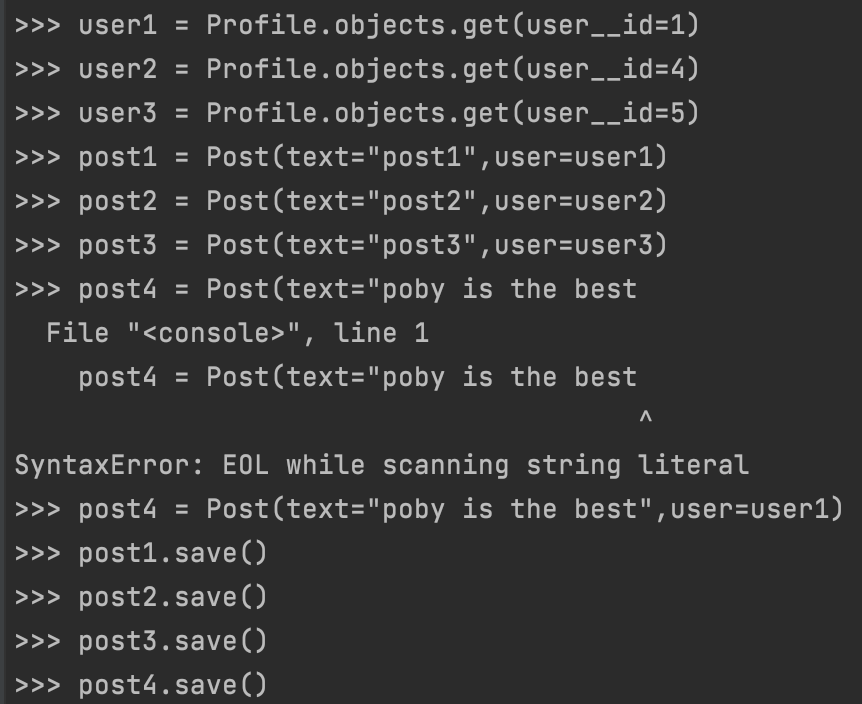 >>> user1 = Profile.objects.get(user__id=1)
>>> user2 = Profile.objects.get(user__id=4)
>>> user3 = Profile.objects.get(user__id=5)
>>> post1 = Post(text="post1",user=user1)
>>> post2 = Post(text="post2",user=user2)
>>> post3 = Post(text="post3",user=user3)
>>> post4 = Post(text="poby is the best
  File "<console>", line 1
    post4 = Post(text="poby is the best
                                       ^
SyntaxError: EOL while scanning string literal
>>> post4 = Post(text="poby is the best",user=user1)
>>> post1.save()
>>> post2.save()
>>> post3.save()
>>> post4.save()